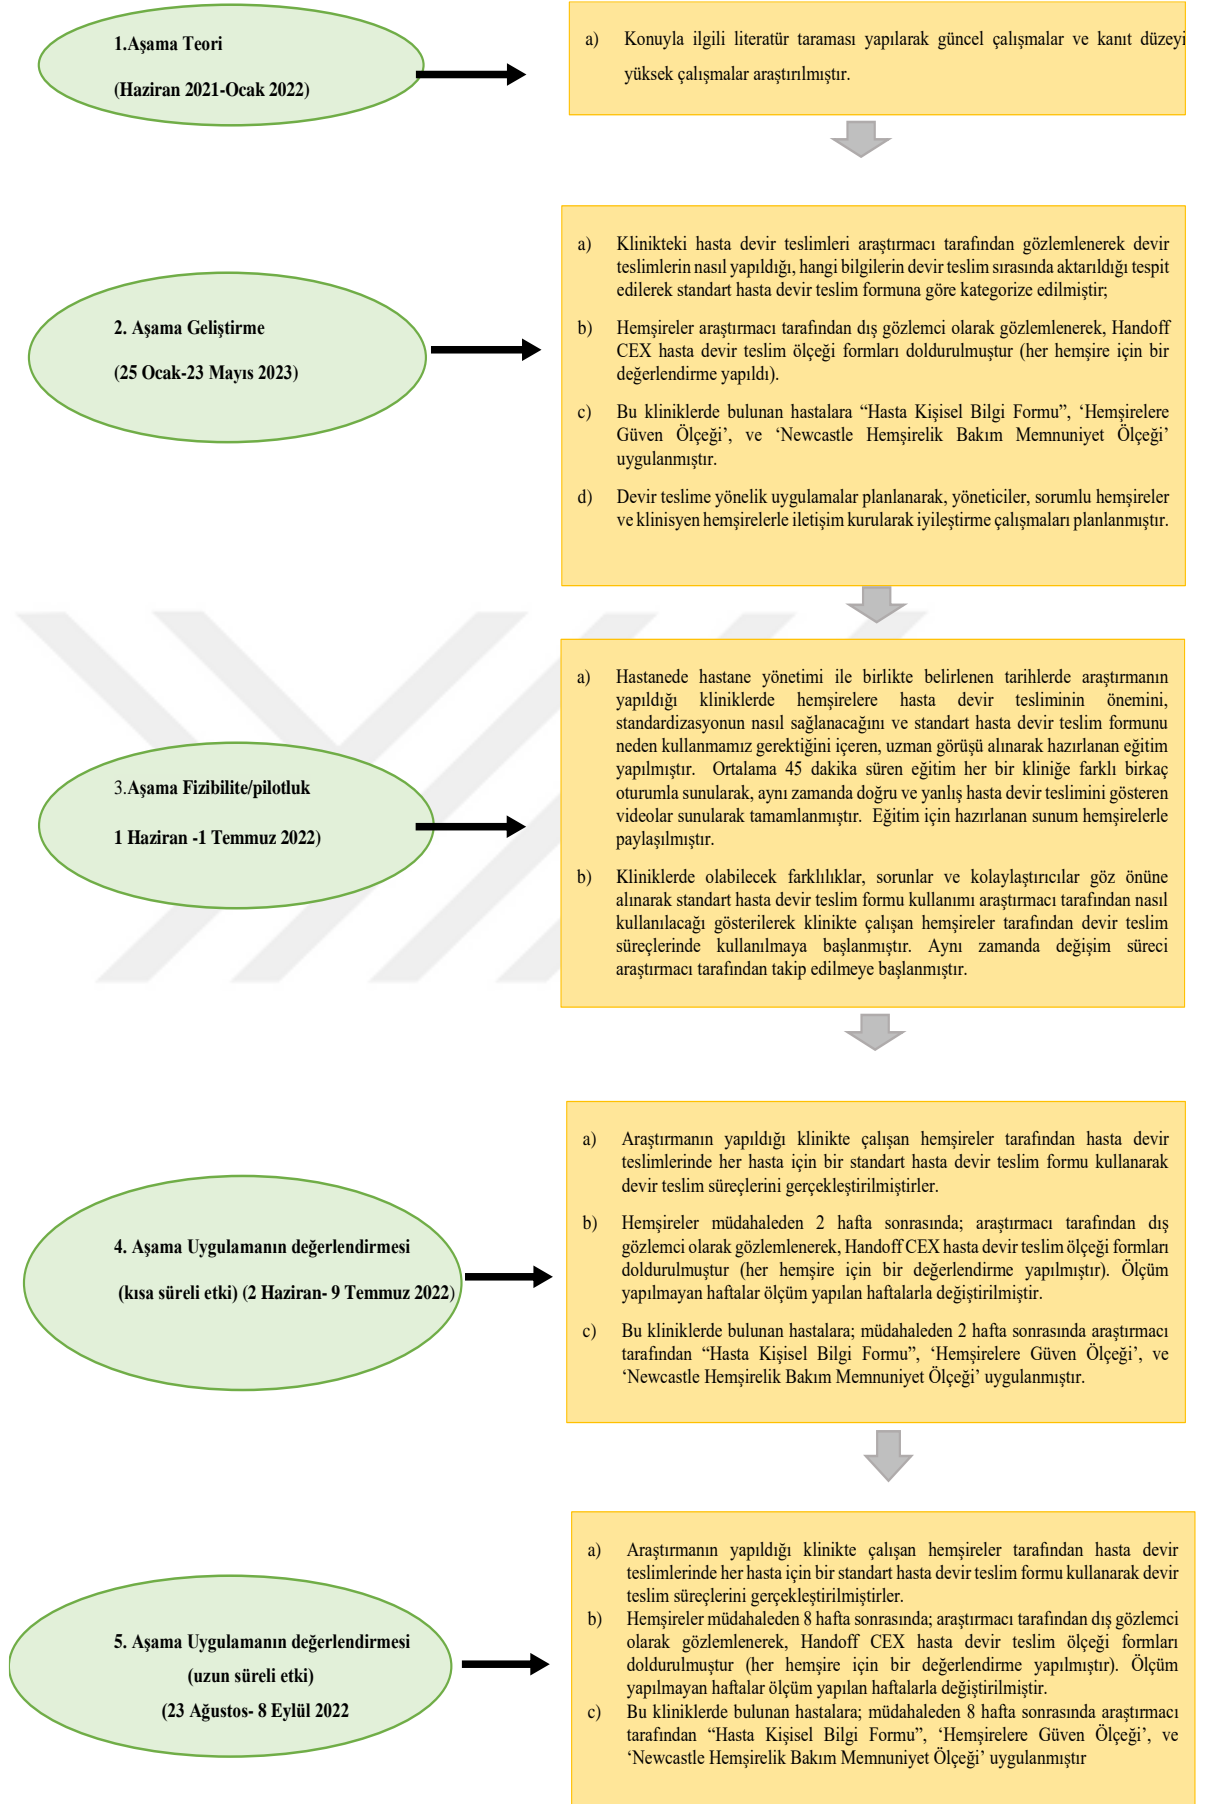 1.Aşama Teori
(Haziran 2021-Ocak 2022)
a) Konuyla ilgili literatür taraması yapılarak güncel çalışmalar ve kanıt düzeyi
yüksek çalışmalar araştırılmıştır.
2. Aşama Geliştirme
(25 Ocak-23 Mayıs 2023)
a) Klinikteki hasta devir teslimleri araştırmacı tarafından gözlemlenerek devir
teslimlerin nasıl yapıldığı, hangi bilgilerin devir teslim sırasında aktarıldığı tespit
edilerek standart hasta devir teslim formuna göre kategorize edilmiştir;
b) Hemşireler araştırmacı tarafından dış gözlemci olarak gözlemlenerek, Handoff
CEX hasta devir teslim ölçeği formları doldurulmuştur (her hemşire için bir
değerlendirme yapıldı).
c) Bu kliniklerde bulunan hastalara “Hasta Kişisel Bilgi Formu”, ‘Hemşirelere
Güven Ölçeği’, ve ‘Newcastle Hemşirelik Bakım Memnuniyet Ölçeği’
uygulanmıştır.
d) Devir teslime yönelik uygulamalar planlanarak, yöneticiler, sorumlu hemşireler
ve klinisyen hemşirelerle iletişim kurularak iyileştirme çalışmaları planlanmıştır.
3.Aşama Fizibilite/pilotluk
1 Haziran -1 Temmuz 2022)
a) Hastanede hastane yönetimi ile birlikte belirlenen tarihlerde araştırmanın
yapıldığı kliniklerde hemşirelere hasta devir tesliminin önemini,
standardizasyonun nasıl sağlanacağını ve standart hasta devir teslim formunu
neden kullanmamız gerektiğini içeren, uzman görüşü alınarak hazırlanan eğitim
yapılmıştır. Ortalama 45 dakika süren eğitim her bir kliniğe farklı birkaç
oturumla sunularak, aynı zamanda doğru ve yanlış hasta devir teslimini gösteren
videolar sunularak tamamlanmıştır. Eğitim için hazırlanan sunum hemşirelerle
paylaşılmıştır.
b) Kliniklerde olabilecek farklılıklar, sorunlar ve kolaylaştırıcılar göz önüne
alınarak standart hasta devir teslim formu kullanımı araştırmacı tarafından nasıl
kullanılacağı gösterilerek klinikte çalışan hemşireler tarafından devir teslim
süreçlerinde kullanılmaya başlanmıştır. Aynı zamanda değişim süreci
araştırmacı tarafından takip edilmeye başlanmıştır.
4. Aşama Uygulamanın değerlendirmesi
(kısa süreli etki) (2 Haziran- 9 Temmuz 2022)
a) Araştırmanın yapıldığı klinikte çalışan hemşireler tarafından hasta devir
teslimlerinde her hasta için bir standart hasta devir teslim formu kullanarak
devir teslim süreçlerini gerçekleştirilmiştirler.
b) Hemşireler müdahaleden 2 hafta sonrasında; araştırmacı tarafından dış
gözlemci olarak gözlemlenerek, Handoff CEX hasta devir teslim ölçeği formları
doldurulmuştur (her hemşire için bir değerlendirme yapılmıştır). Ölçüm
yapılmayan haftalar ölçüm yapılan haftalarla değiştirilmiştir.
c) Bu kliniklerde bulunan hastalara; müdahaleden 2 hafta sonrasında araştırmacı
tarafından “Hasta Kişisel Bilgi Formu”, ‘Hemşirelere Güven Ölçeği’, ve
‘Newcastle Hemşirelik Bakım Memnuniyet Ölçeği’ uygulanmıştır.
5. Aşama Uygulamanın değerlendirmesi
(uzun süreli etki)
(23 Ağustos- 8 Eylül 2022
a) Araştırmanın yapıldığı klinikte çalışan hemşireler tarafından hasta devir
teslimlerinde her hasta için bir standart hasta devir teslim formu kullanarak devir
teslim süreçlerini gerçekleştirilmiştirler.
b) Hemşireler müdahaleden 8 hafta sonrasında; araştırmacı tarafından dış gözlemci
olarak gözlemlenerek, Handoff CEX hasta devir teslim ölçeği formları
doldurulmuştur (her hemşire için bir değerlendirme yapılmıştır). Ölçüm
yapılmayan haftalar ölçüm yapılan haftalarla değiştirilmiştir.
c) Bu kliniklerde bulunan hastalara; müdahaleden 8 hafta sonrasında araştırmacı
tarafından “Hasta Kişisel Bilgi Formu”, ‘Hemşirelere Güven Ölçeği’, ve
‘Newcastle Hemşirelik Bakım Memnuniyet Ölçeği’ uygulanmıştır